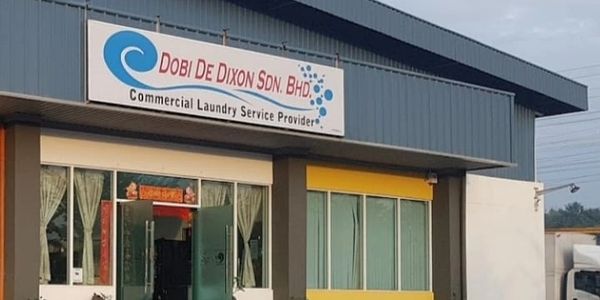 DOBI DE DIXON SDN. BHD.
Commercial Laundry Service Provider